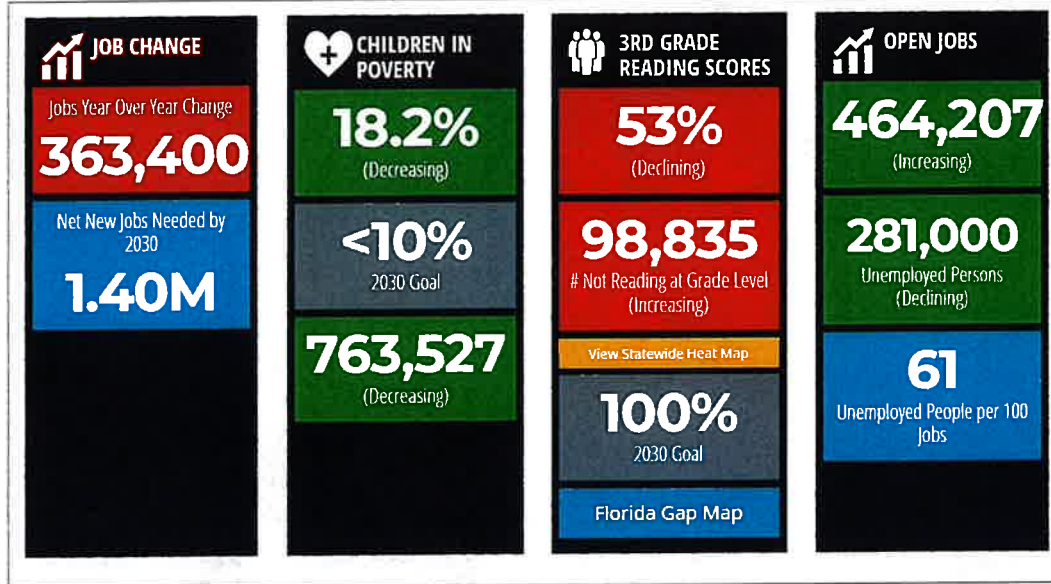 JOB CHANGE
Jobs Year Over Year Change
363,400
Net New Jobs Needed by
2030
1.40M
CHILDREN IN
POVERTY
18.2%
(Decreasing)
<10%
2030 Goal
763,527
(Decreasing)
3RD GRADE
READING SCORES
53%
(Declining)
98,835
# Not Reading at Grade Level
(Increasing)
View Statewide Heat Map
100%
2030 Goal
Florida Gap Map
OPEN JOBS
464,207
(Increasing)
281,000
Unemployed Persons
(Declining)
61
Unemployed People per 100
Jobs